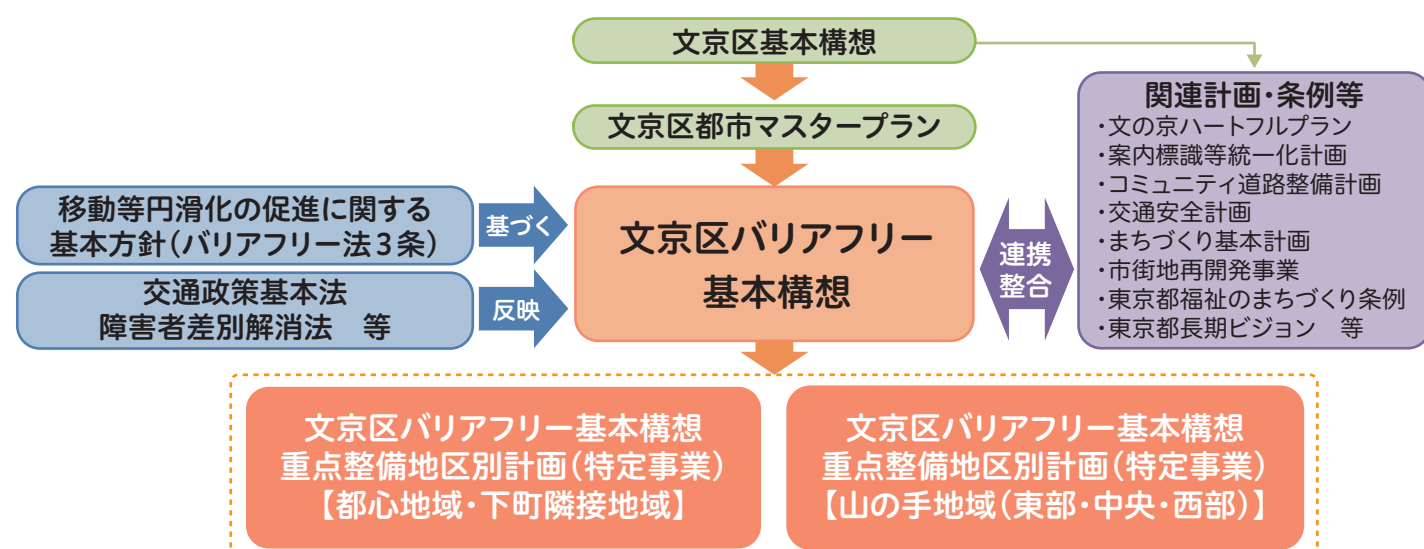 文京区基本構想
文京区都市マスタープラン
移動等円滑化の促進に関する
基本方針(バリアフリー法3条)
基づく
交通政策基本法
障害者差別解消法　等
反映
文京区バリアフリー
基本構想
連携
整合
関連計画・条例等
・文の京ハートフルプラン
・案内標識等統一化計画
・コミュニティ道路整備計画
・交通安全計画
・まちづくり基本計画
・市街地再開発事業
・東京都福祉のまちづくり条例
・東京都長期ビジョン　等
文京区バリアフリー基本構想
重点整備地区別計画(特定事業)
【都心地域・下町隣接地域】
文京区バリアフリー基本構想
重点整備地区別計画(特定事業)
【山の手地域(東部・中央・西部)】